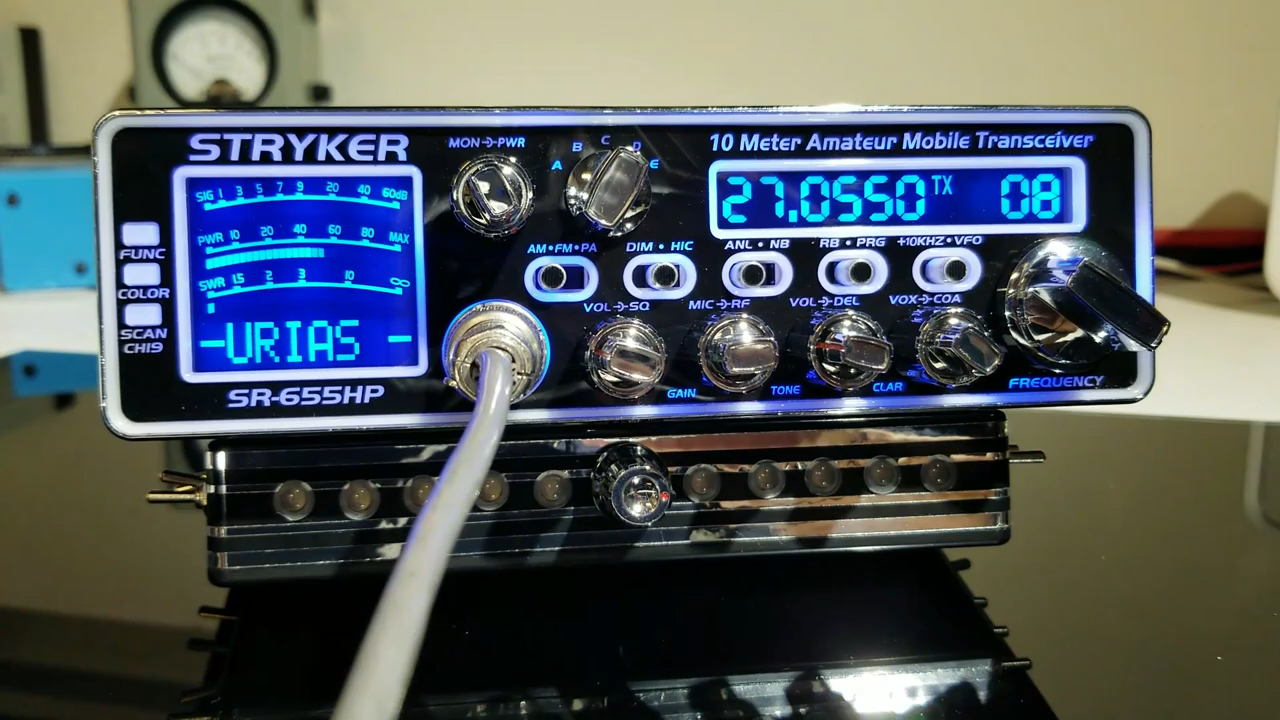 STRYKER
MON→PWR
A B C D E
10 Meter Amateur Mobile Transceiver
SIG 1 3 5 7 9 20 40 60dB
PWR 10 20 40 60 80 MAX
SWR 1.5 2 3 10 ∞
-URIAS -
27.0550 TX 08
FUNC
COLOR
SCAN
CH19
AM•FM•PA
DIM • HIC
ANL • NB
RB • PRG
+10KHZ•VFO
VOL→SQ
MIC→RF
VOL→DEL
VOX→COA
GAIN
TONE
CLAR
FREQUENCY
SR-655HP